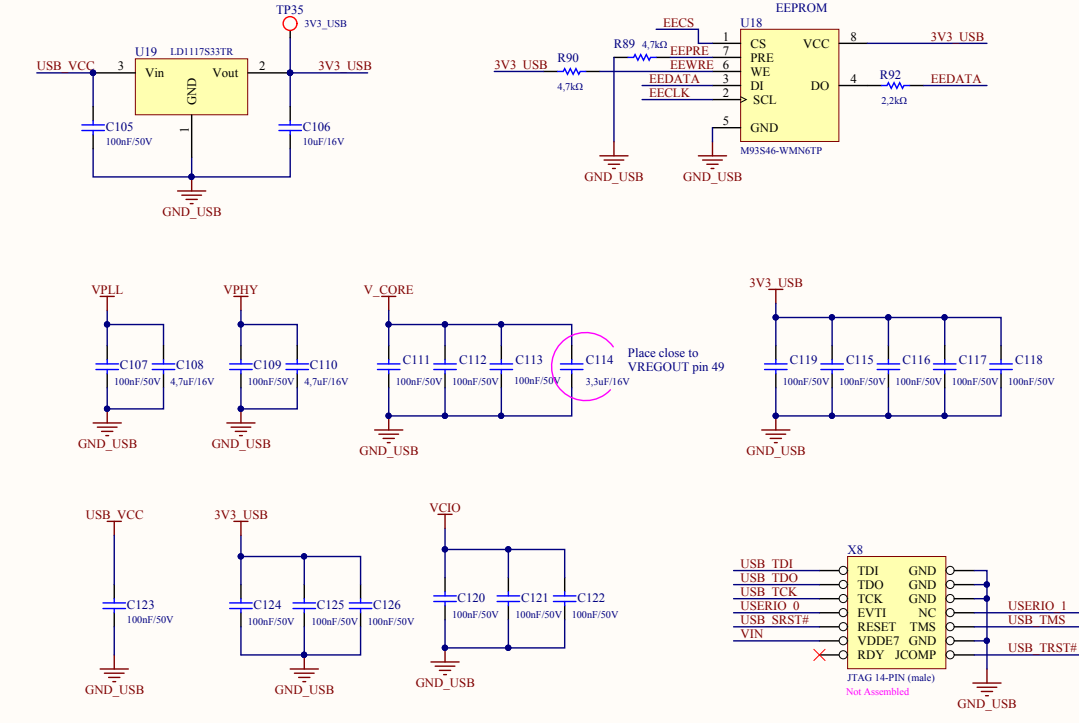 TP35
3V3_USB
U19 LD1117S33TR
USB_VCC 3 Vin Vout 2 3V3_USB
GND
1
C105
100nF/50V
C106
10uF/16V
GND_USB
EEPROM
U18
EECS
R89 4,7kΩ
EEPRE
R90
4,7kΩ
3V3_USB
EEWRE
EEDATA
EECLK
1 CS
7 PRE
6 WE
3 DI
2 SCL
5 GND
VCC 8 3V3_USB
DO 4 R92 EEDATA
2,2kΩ
M93S46-WMN6TP
GND_USB
GND_USB
VPLL
C107
100nF/50V
C108
4,7uF/16V
GND_USB
VPHY
C109
100nF/50V
C110
4,7uF/16V
GND_USB
V_CORE
C111
100nF/50V
C112
100nF/50V
C113
100nF/50V
C114
3,3uF/16V
Place close to
VREGOUT pin 49
GND_USB
3V3_USB
C119
100nF/50V
C115
100nF/50V
C116
100nF/50V
C117
100nF/50V
C118
100nF/50V
GND_USB
USB_VCC
C123
100nF/50V
GND_USB
3V3_USB
C124
100nF/50V
C125
100nF/50V
C126
100nF/50V
GND_USB
VCIO
C120
100nF/50V
C121
100nF/50V
C122
100nF/50V
GND_USB
X8
USB_TDI TDI GND
USB_TDO TDO GND
USB_TCK TCK GND
USERIO_0 EVTI NC USERIO_1
USB_SRST# RESET TMS USB_TMS
VIN VDDE7 GND
RDY JCOMP USB_TRST#
JTAG 14-PIN (male)
Not Assembled
GND_USB